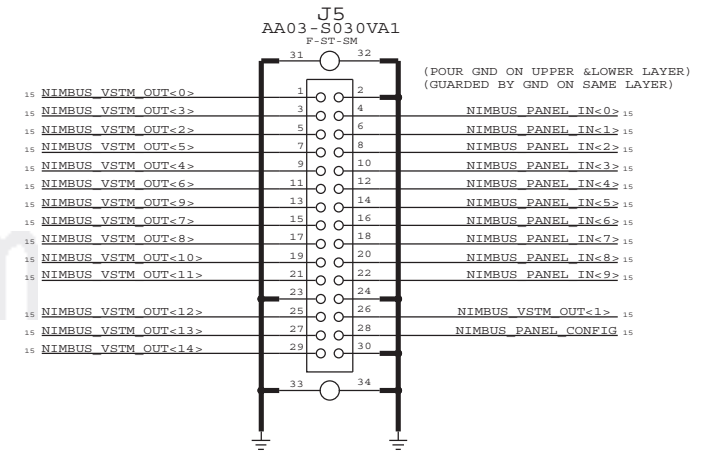 J5
AA03-S030VA1
F-ST-SM
31 32
(POUR GND ON UPPER &LOWER LAYER)
(GUARDED BY GND ON SAME LAYER)
15 NIMBUS_VSTM_OUT<0> 1 2
15 NIMBUS_VSTM_OUT<3> 3 4 NIMBUS_PANEL_IN<0> 15
15 NIMBUS_VSTM_OUT<2> 5 6 NIMBUS_PANEL_IN<1> 15
15 NIMBUS_VSTM_OUT<5> 7 8 NIMBUS_PANEL_IN<2> 15
15 NIMBUS_VSTM_OUT<4> 9 10 NIMBUS_PANEL_IN<3> 15
15 NIMBUS_VSTM_OUT<6> 11 12 NIMBUS_PANEL_IN<4> 15
15 NIMBUS_VSTM_OUT<9> 13 14 NIMBUS_PANEL_IN<5> 15
15 NIMBUS_VSTM_OUT<7> 15 16 NIMBUS_PANEL_IN<6> 15
15 NIMBUS_VSTM_OUT<8> 17 18 NIMBUS_PANEL_IN<7> 15
15 NIMBUS_VSTM_OUT<10> 19 20 NIMBUS_PANEL_IN<8> 15
15 NIMBUS_VSTM_OUT<11> 21 22 NIMBUS_PANEL_IN<9> 15
23 24
15 NIMBUS_VSTM_OUT<12> 25 26 NIMBUS_VSTM_OUT<1> 15
15 NIMBUS_VSTM_OUT<13> 27 28 NIMBUS_PANEL_CONFIG 15
15 NIMBUS_VSTM_OUT<14> 29 30
33 34